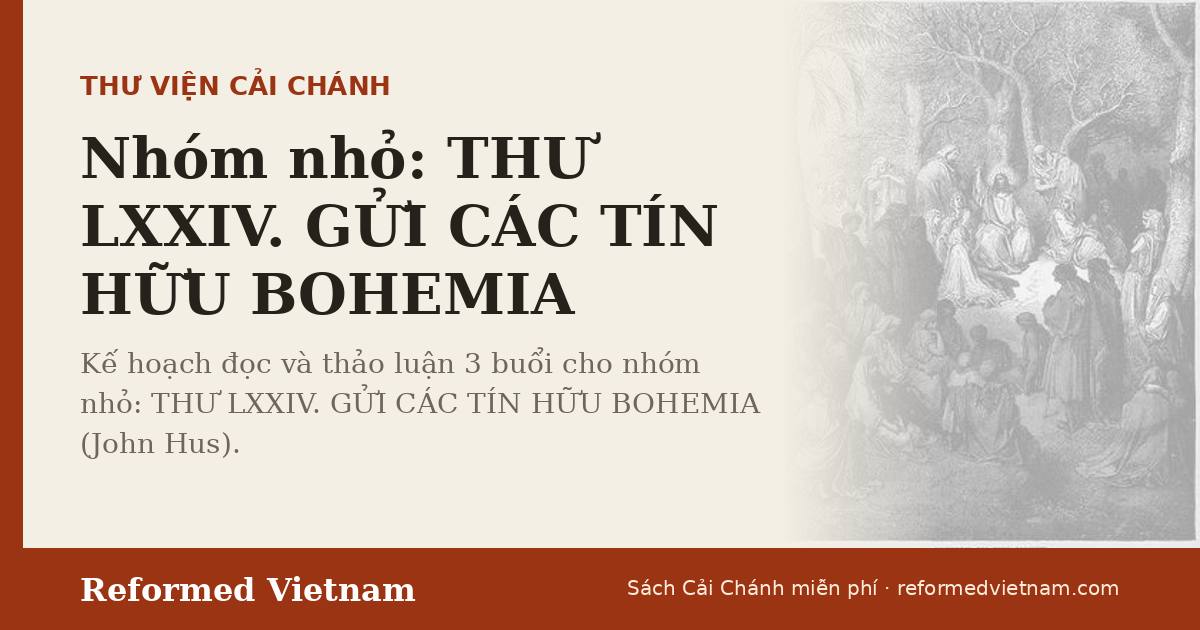 THƯ VIỆN CẢI CHÁNH
Nhóm nhỏ: THƯ
LXXIV. GỬI CÁC TÍN
HỮU BOHEMIA
Kế hoạch đọc và thảo luận 3 buổi cho nhóm
nhỏ: THƯ LXXIV. GỬI CÁC TÍN HỮU BOHEMIA
(John Hus).
Reformed Vietnam
Sách Cải Chánh miễn phí · reformedvietnam.com